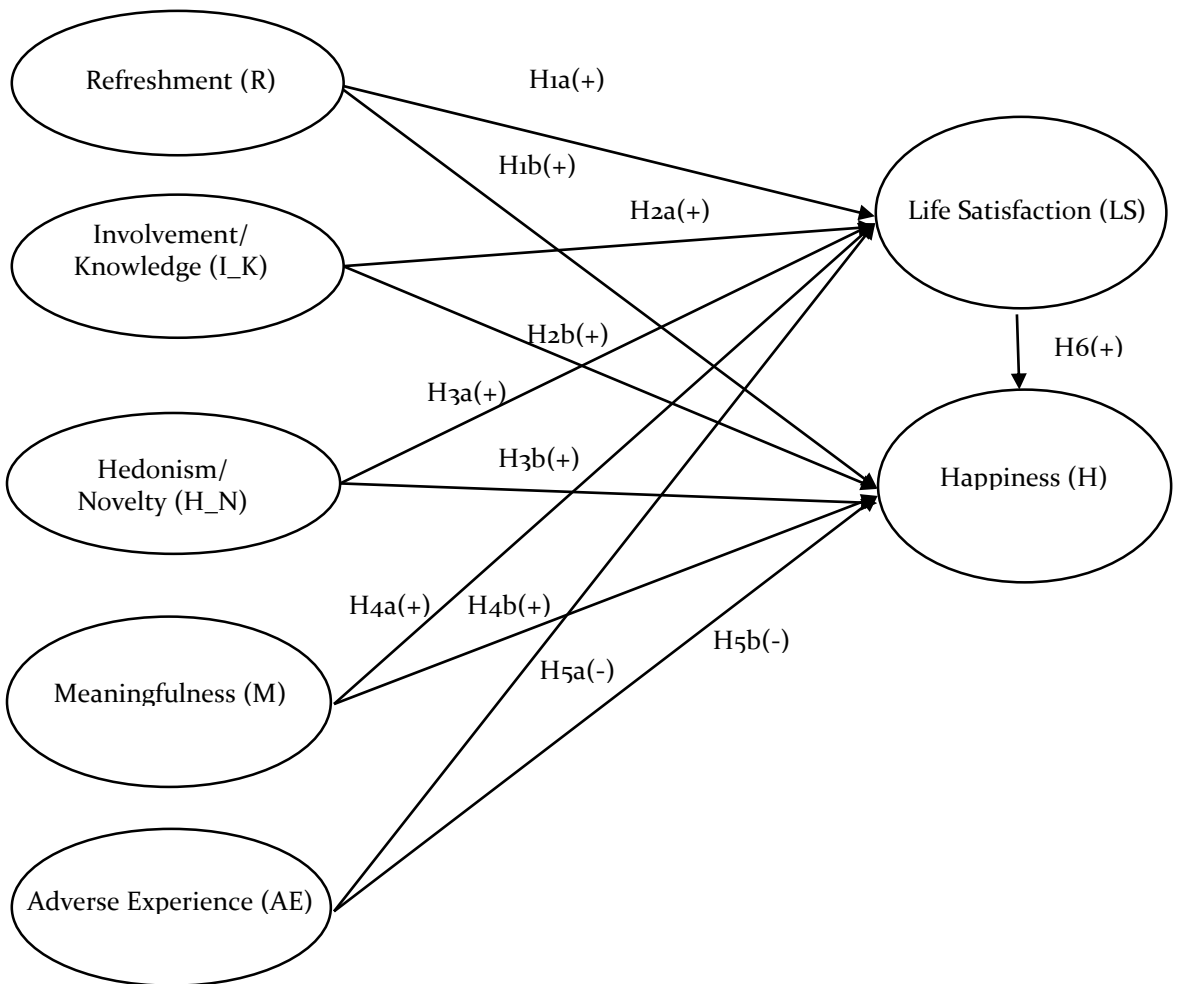 Refreshment (R)
H1a(+)
H1b(+)
H2a(+)
Life Satisfaction (LS)
Involvement/
Knowledge (I_K)
H2b(+)
H6(+)
H3a(+)
Hedonism/
Novelty (H_N)
H3b(+)
Happiness (H)
H4a(+)
H4b(+)
H5b(-)
H5a(-)
Meaningfulness (M)
Adverse Experience (AE)